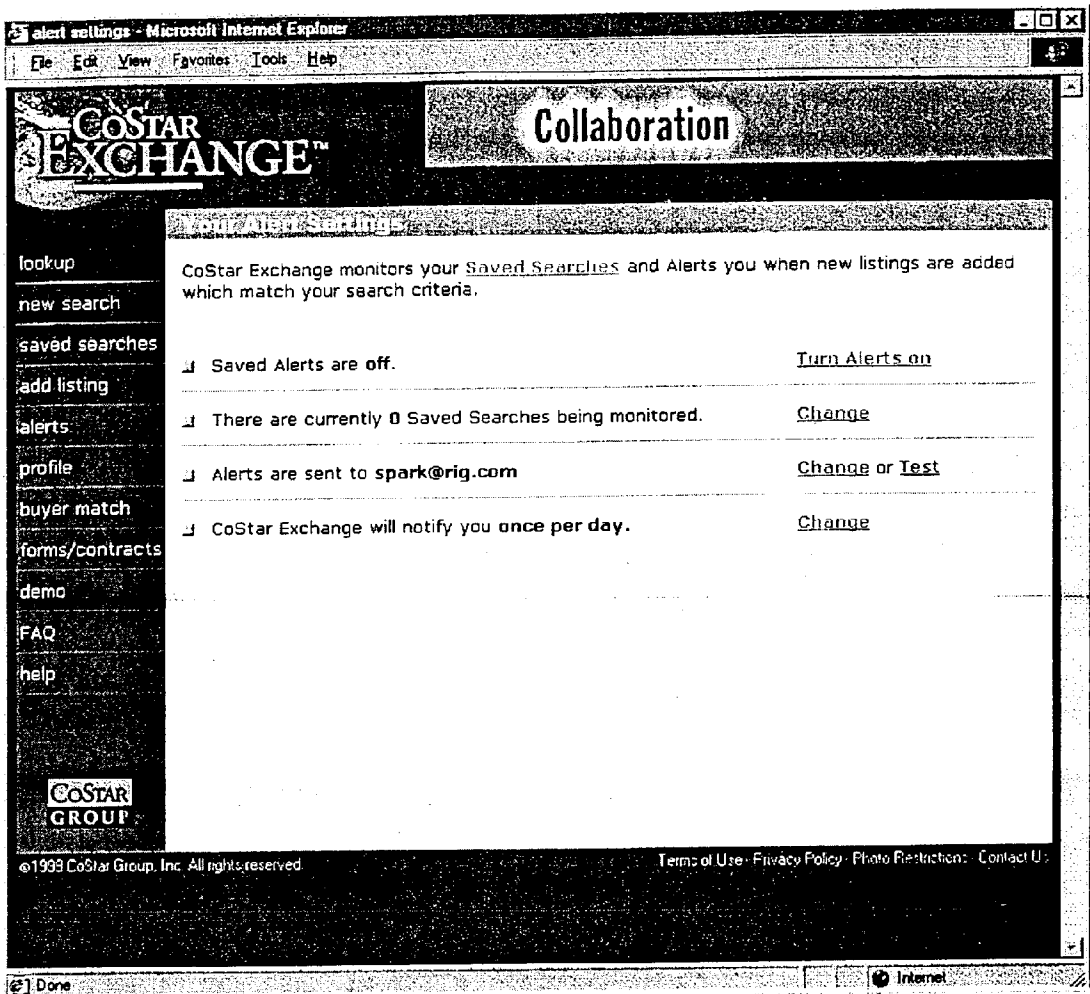 alert settings - Microsoft Internet Explorer
File Edit View Favorites Tools Help
COSTAR
EXCHANGE™
Collaboration
Your Alert Settings
lookup
new search
saved searches
add listing
alerts
profile
buyer match
forms/contracts
demo
FAQ
help
COSTAR
GROUP
CoStar Exchange monitors your Saved Searches and Alerts you when new listings are added
which match your search criteria.
Saved Alerts are off. Turn Alerts on
There are currently 0 Saved Searches being monitored. Change
Alerts are sent to spark@rig.com Change or Test
CoStar Exchange will notify you once per day. Change
©1999 CoStar Group, Inc. All rights reserved. Terms of Use · Privacy Policy · Photo Restrictions · Contact Us
Done Internet